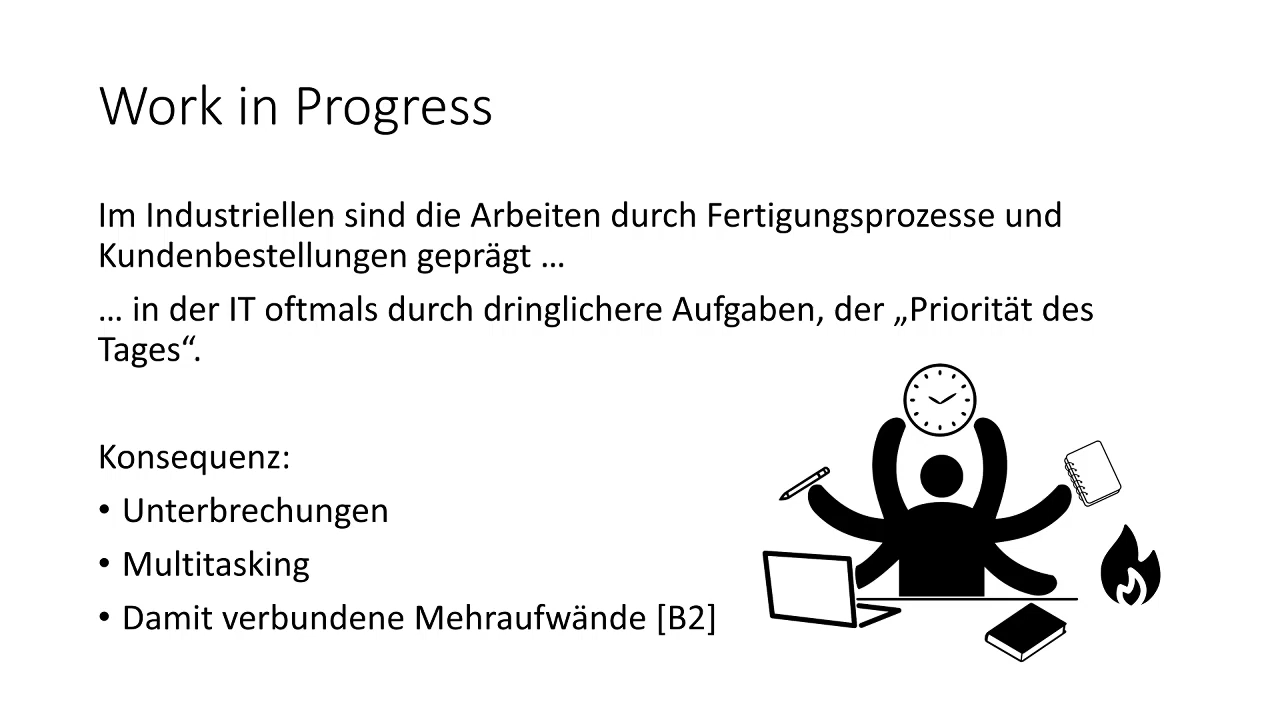 Work in Progress
Im Industriellen sind die Arbeiten durch Fertigungsprozesse und
Kundenbestellungen geprägt …
… in der IT oftmals durch dringlichere Aufgaben, der „Priorität des
Tages“.
Konsequenz:
• Unterbrechungen
• Multitasking
• Damit verbundene Mehraufwände [B2]